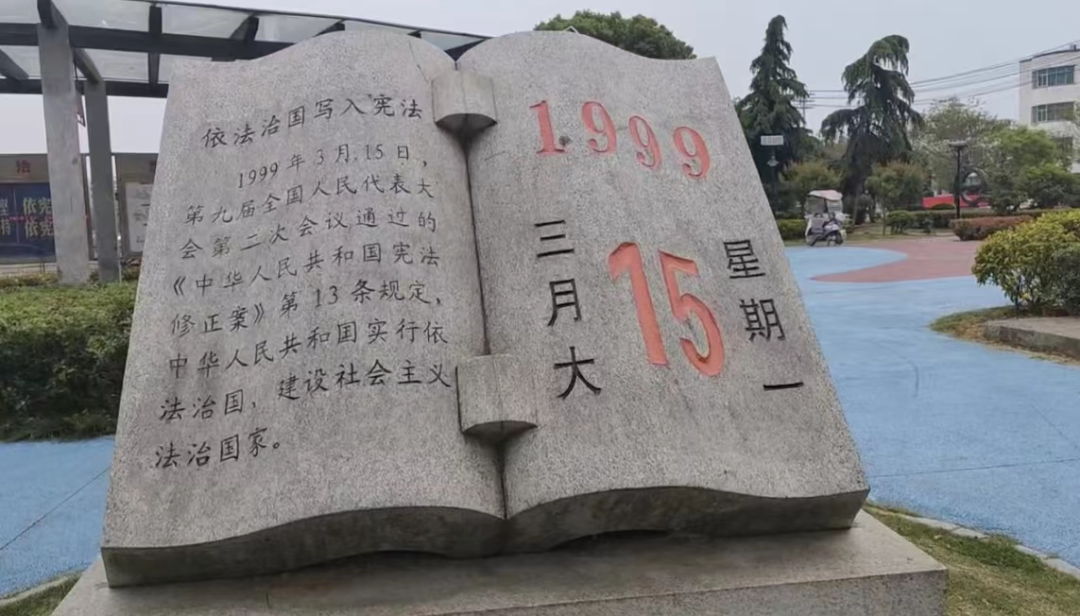 依法治国写入宪法
1999年3月15日，
第九届全国人民代表大
会第二次会议通过的
《中华人民共和国宪法
修正案》第13条规定，
中华人民共和国实行依
法治国，建设社会主义
法治国家。
1999
三月大
15
星期一
依宪
依宪